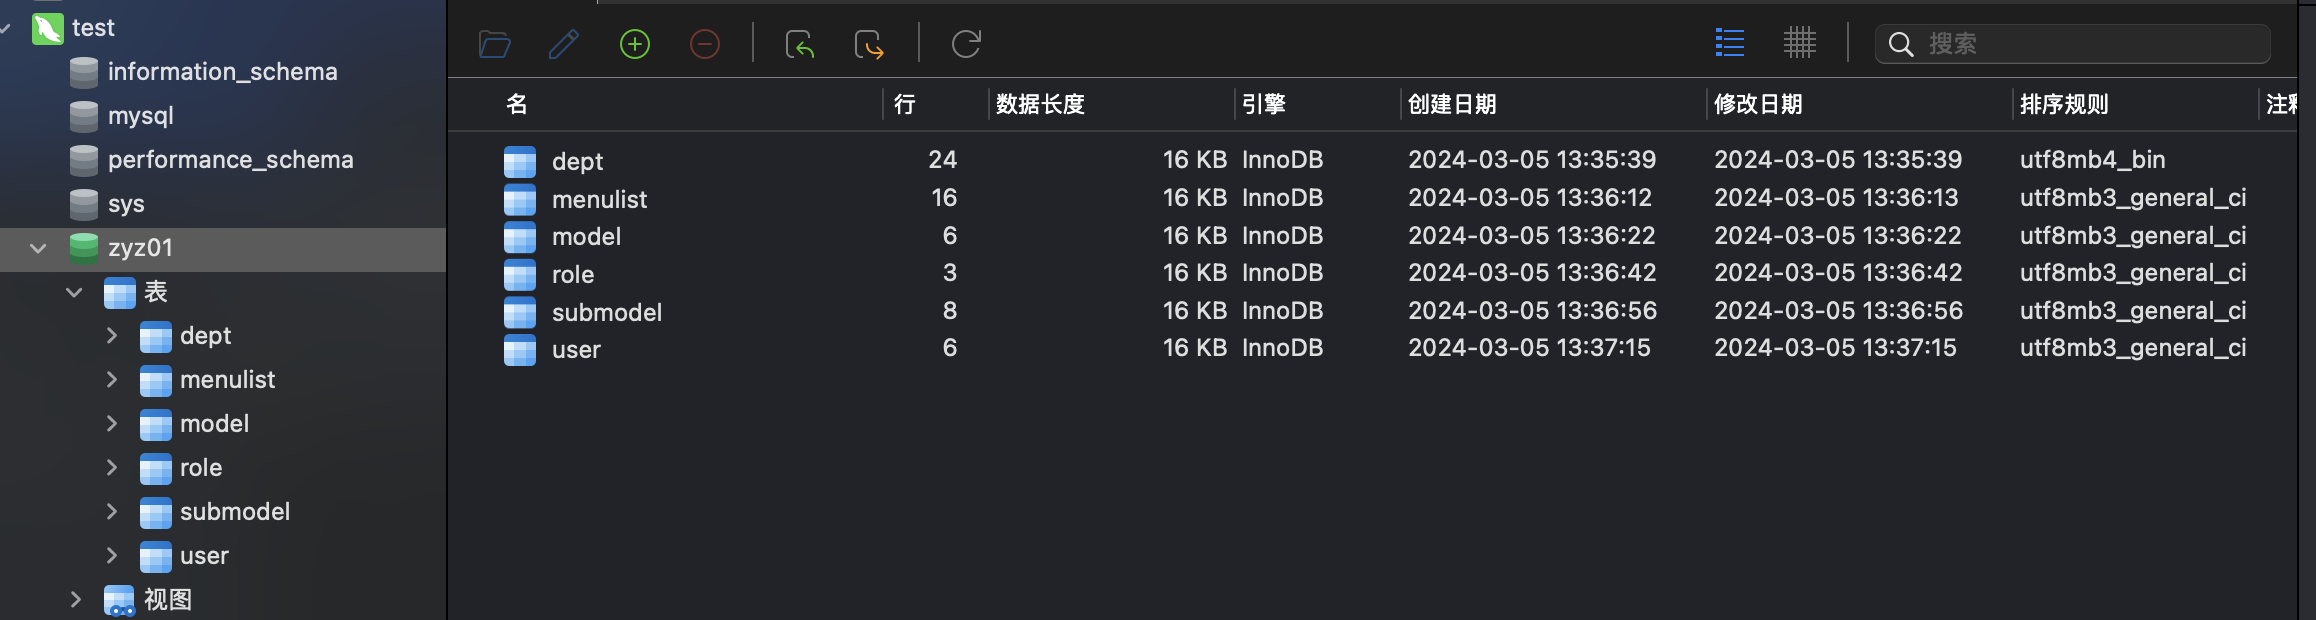 test
information_schema
mysql
performance_schema
sys
zyz01
表
dept
menulist
model
role
submodel
user
视图
搜索
名 行 数据长度 引擎 创建日期 修改日期 排序规则 注释
dept 24 16 KB InnoDB 2024-03-05 13:35:39 2024-03-05 13:35:39 utf8mb4_bin
menulist 16 16 KB InnoDB 2024-03-05 13:36:12 2024-03-05 13:36:13 utf8mb3_general_ci
model 6 16 KB InnoDB 2024-03-05 13:36:22 2024-03-05 13:36:22 utf8mb3_general_ci
role 3 16 KB InnoDB 2024-03-05 13:36:42 2024-03-05 13:36:42 utf8mb3_general_ci
submodel 8 16 KB InnoDB 2024-03-05 13:36:56 2024-03-05 13:36:56 utf8mb3_general_ci
user 6 16 KB InnoDB 2024-03-05 13:37:15 2024-03-05 13:37:15 utf8mb3_general_ci